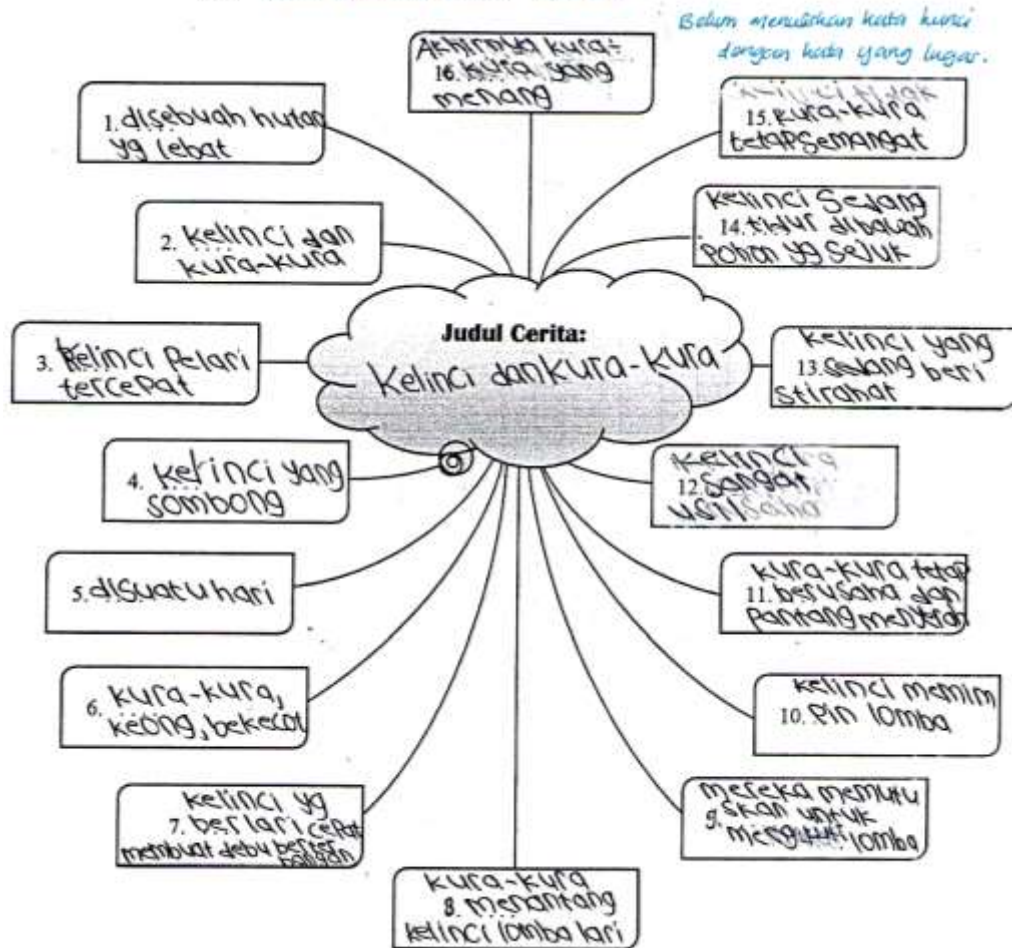 Belum menuliskan kata kunci
dengan kata yang lugas.
Judul Cerita:
Kelinci dan kura-kura
1. disebuah hutan
yg lebat
2. kelinci dan
kura-kura
3. kelinci Pelari
tercepat
4. kelinci yang
sombong
5. disuatu hari
6. kura-kura,
keong, bekecot
kelinci yg
7. berlari cepat
membuat debu berter
bangan
kura-kura
8. menantang
kelinci lomba lari
mereka memutu
9. skan untuk
mengikuti lomba
kelinci memim
10. Pin lomba
kura-kura tetap
11. berusaha dan
Pantang menyerah
kelinci
12. sangat
usil
kelinci yang
13. sedang beri
stirahat
kelinci sedang
14. tidur dibawah
Pohon yg sejuk
15. kura-kura
tetap semangat
Akhirnya kura-
16. kura yang
menang